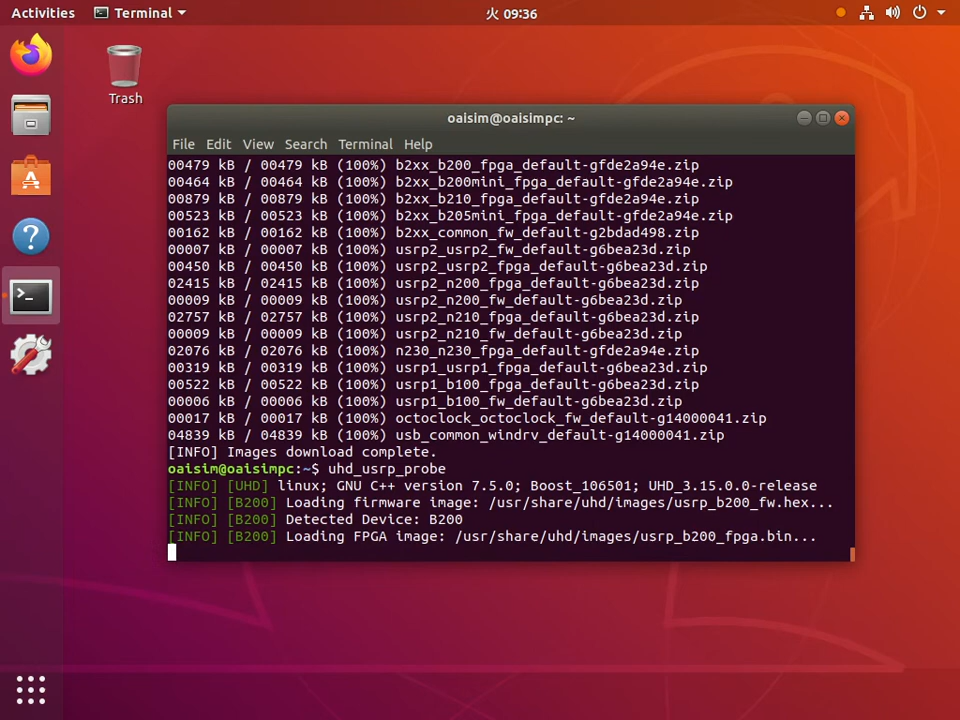 Activities
Terminal
火 09:36
Trash
oaisim@oaisimpc: ~
File Edit View Search Terminal Help
00479 kB / 00479 kB (100%) b2xx_b200_fpga_default-gfde2a94e.zip
00464 kB / 00464 kB (100%) b2xx_b200mini_fpga_default-gfde2a94e.zip
00879 kB / 00879 kB (100%) b2xx_b210_fpga_default-gfde2a94e.zip
00523 kB / 00523 kB (100%) b2xx_b205mini_fpga_default-gfde2a94e.zip
00162 kB / 00162 kB (100%) b2xx_common_fw_default-g2bdad498.zip
00007 kB / 00007 kB (100%) usrp2_usrp2_fw_default-g6bea23d.zip
00450 kB / 00450 kB (100%) usrp2_usrp2_fpga_default-g6bea23d.zip
02415 kB / 02415 kB (100%) usrp2_n200_fpga_default-g6bea23d.zip
00009 kB / 00009 kB (100%) usrp2_n200_fw_default-g6bea23d.zip
02757 kB / 02757 kB (100%) usrp2_n210_fpga_default-g6bea23d.zip
00009 kB / 00009 kB (100%) usrp2_n210_fw_default-g6bea23d.zip
02076 kB / 02076 kB (100%) n230_n230_fpga_default-gfde2a94e.zip
00319 kB / 00319 kB (100%) usrp1_usrp1_fpga_default-g6bea23d.zip
00522 kB / 00522 kB (100%) usrp1_b100_fpga_default-g6bea23d.zip
00006 kB / 00006 kB (100%) usrp1_b100_fw_default-g6bea23d.zip
00017 kB / 00017 kB (100%) octoclock_octoclock_fw_default-g14000041.zip
04839 kB / 04839 kB (100%) usb_common_windrv_default-g14000041.zip
[INFO] Images download complete.
oaisim@oaisimpc:~$ uhd_usrp_probe
[INFO] [UHD] linux; GNU C++ version 7.5.0; Boost_106501; UHD_3.15.0.0-release
[INFO] [B200] Loading firmware image: /usr/share/uhd/images/usrp_b200_fw.hex...
[INFO] [B200] Detected Device: B200
[INFO] [B200] Loading FPGA image: /usr/share/uhd/images/usrp_b200_fpga.bin...